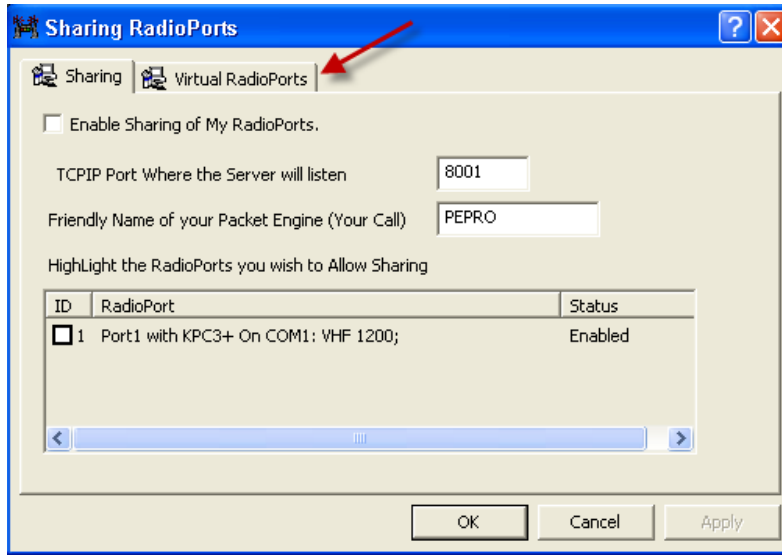 Sharing RadioPorts
Sharing Virtual RadioPorts
Enable Sharing of My RadioPorts.
TCPIP Port Where the Server will listen 8001
Friendly Name of your Packet Engine (Your Call) PEPRO
HighLight the RadioPorts you wish to Allow Sharing
ID RadioPort Status
1 Port1 with KPC3+ On COM1: VHF 1200; Enabled
OK Cancel Apply